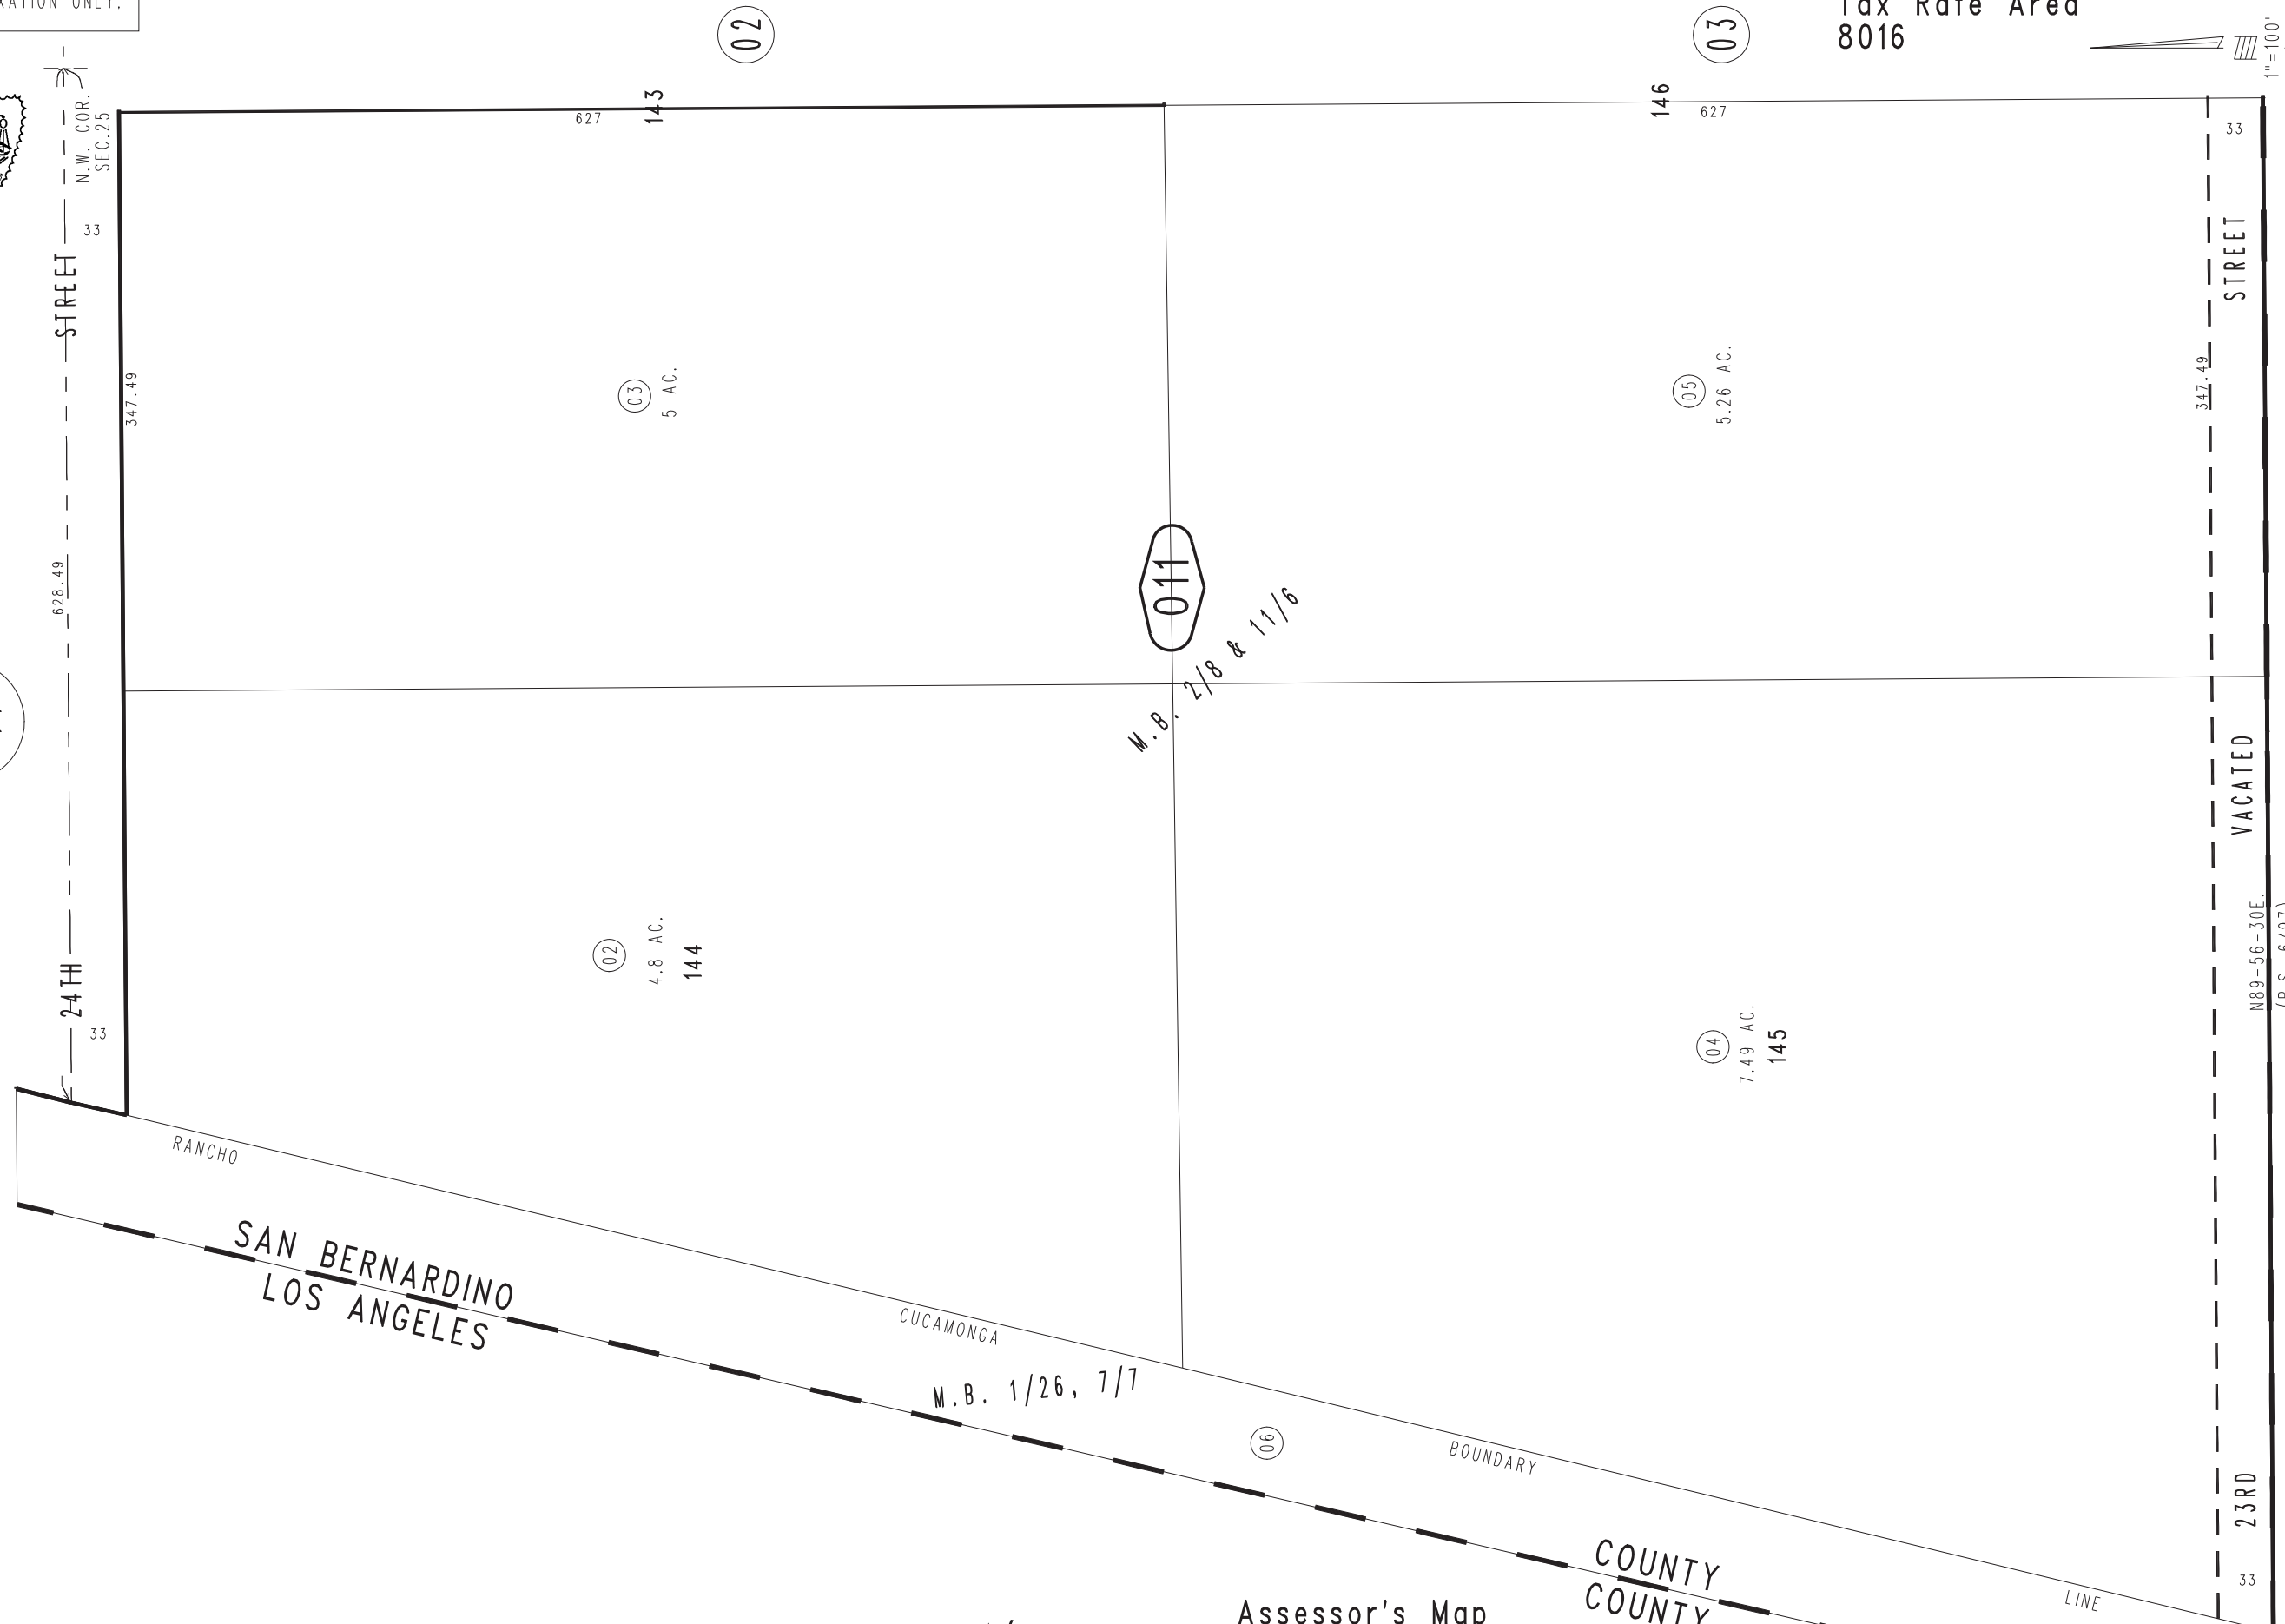 XATION ONLY.
02
03
Tax Rate Area
8016
1"=100'
N.W. COR.
SEC.25
627
143
146
627
33
33
STREET
STREET
347.49
03
5 AC.
05
5.26 AC.
347.49
628.49
011
M.B. 2/8 & 11/6
VACATED
N89-56-30E.
02
4.8 AC.
144
24TH
33
04
7.49 AC.
145
RANCHO
CUCAMONGA
BOUNDARY
LINE
SAN BERNARDINO
LOS ANGELES
M.B. 1/26, 7/7
06
COUNTY
COUNTY
23RD
33
Assessor's Map